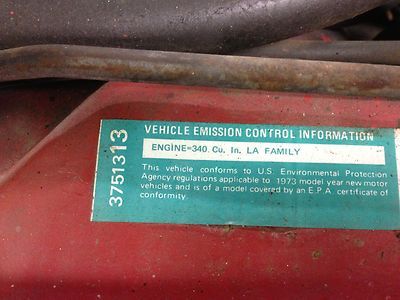 3751313
VEHICLE EMISSION CONTROL INFORMATION
ENGINE=340. Cu. In. LA FAMILY
This vehicle conforms to U.S. Environmental Protection
Agency regulations applicable to 1973 model year new motor
vehicles and is of a model covered by an E.P.A. certificate of
conformity.